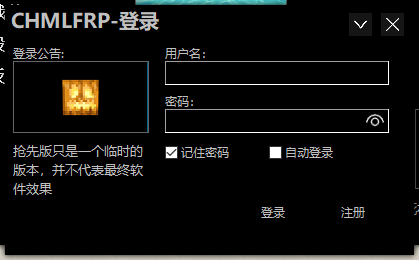 CHMLFRP-登录
登录公告:
用户名:
密码:
记住密码
自动登录
抢先版只是一个临时的
版本，并不代表最终软
件效果
登录
注册